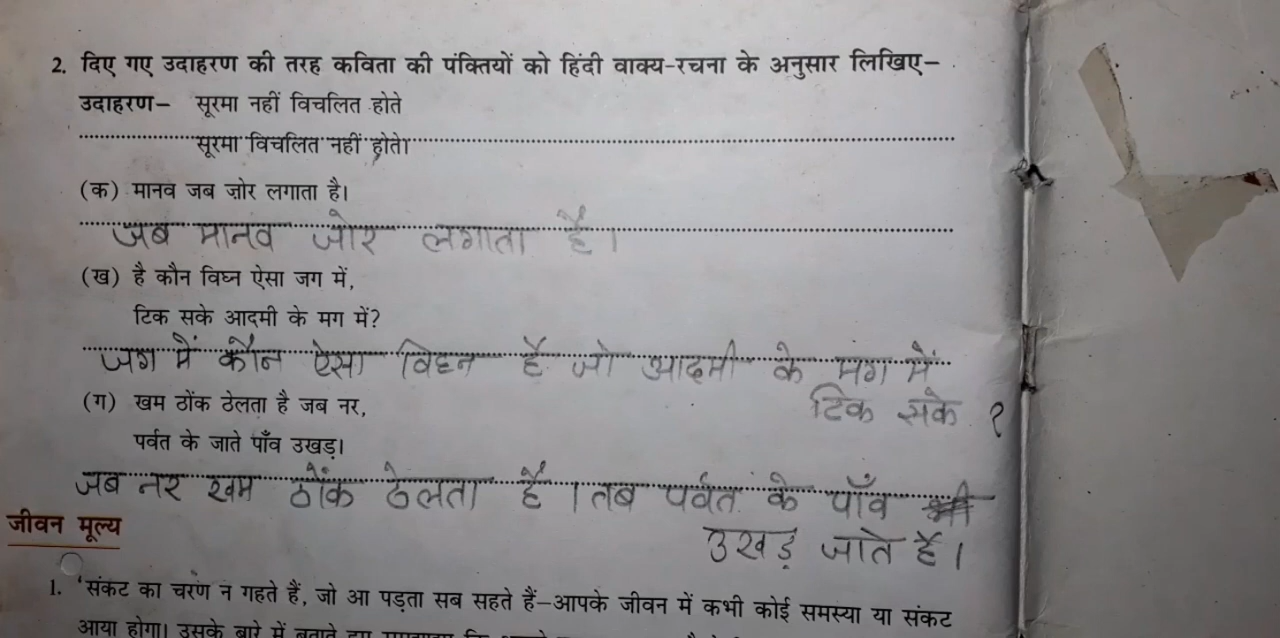 2. दिए गए उदाहरण की तरह कविता की पंक्तियों को हिंदी वाक्य-रचना के अनुसार लिखिए–
उदाहरण– सूरमा नहीं विचलित होते
सूरमा विचलित नहीं होते।
(क) मानव जब ज़ोर लगाता है।
जब मानव जोर लगाता है।
(ख) है कौन विघ्न ऐसा जग में,
टिक सके आदमी के मग में?
जग में कौन ऐसा विघ्न है जो आदमी के मग में
टिक सके ?
(ग) खम ठोंक ठेलता है जब नर,
पर्वत के जाते पाँव उखड़।
जब नर खम ठोंक ठेलता है । तब पर्वत के पाँव
उखड़ जाते हैं।
जीवन मूल्य
1. 'संकट का चरण न गहते हैं, जो आ पड़ता सब सहते हैं–आपके जीवन में कभी कोई समस्या या संकट
आया होगा। उसके बारे में बताते हुए